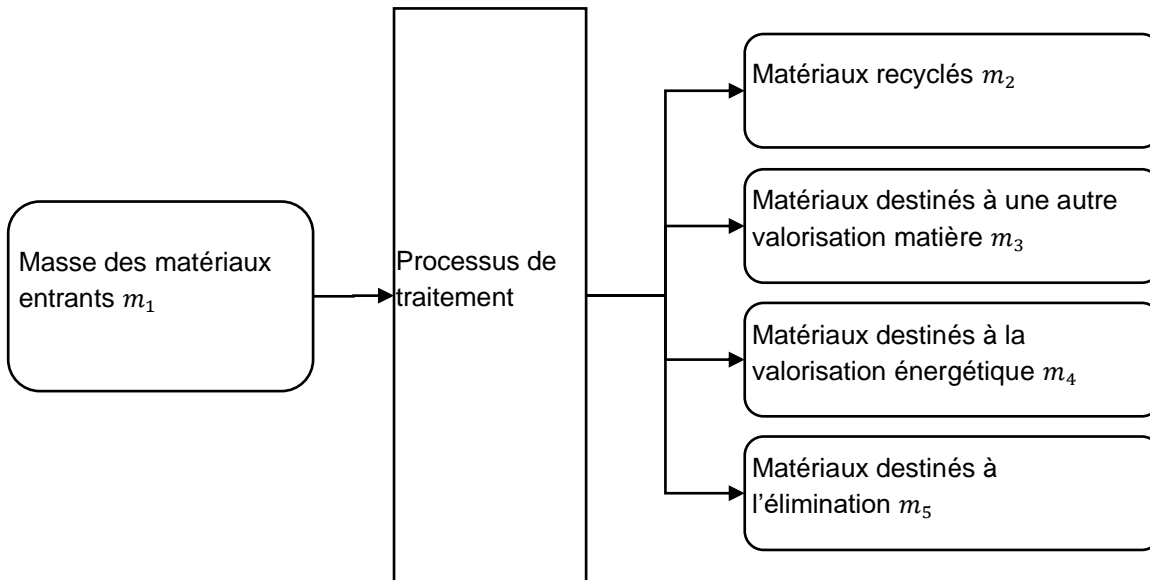 Masse des matériaux
entrants m₁
Processus de
traitement
Matériaux recyclés m₂
Matériaux destinés à une autre
valorisation matière m₃
Matériaux destinés à la
valorisation énergétique m₄
Matériaux destinés à
l’élimination m₅